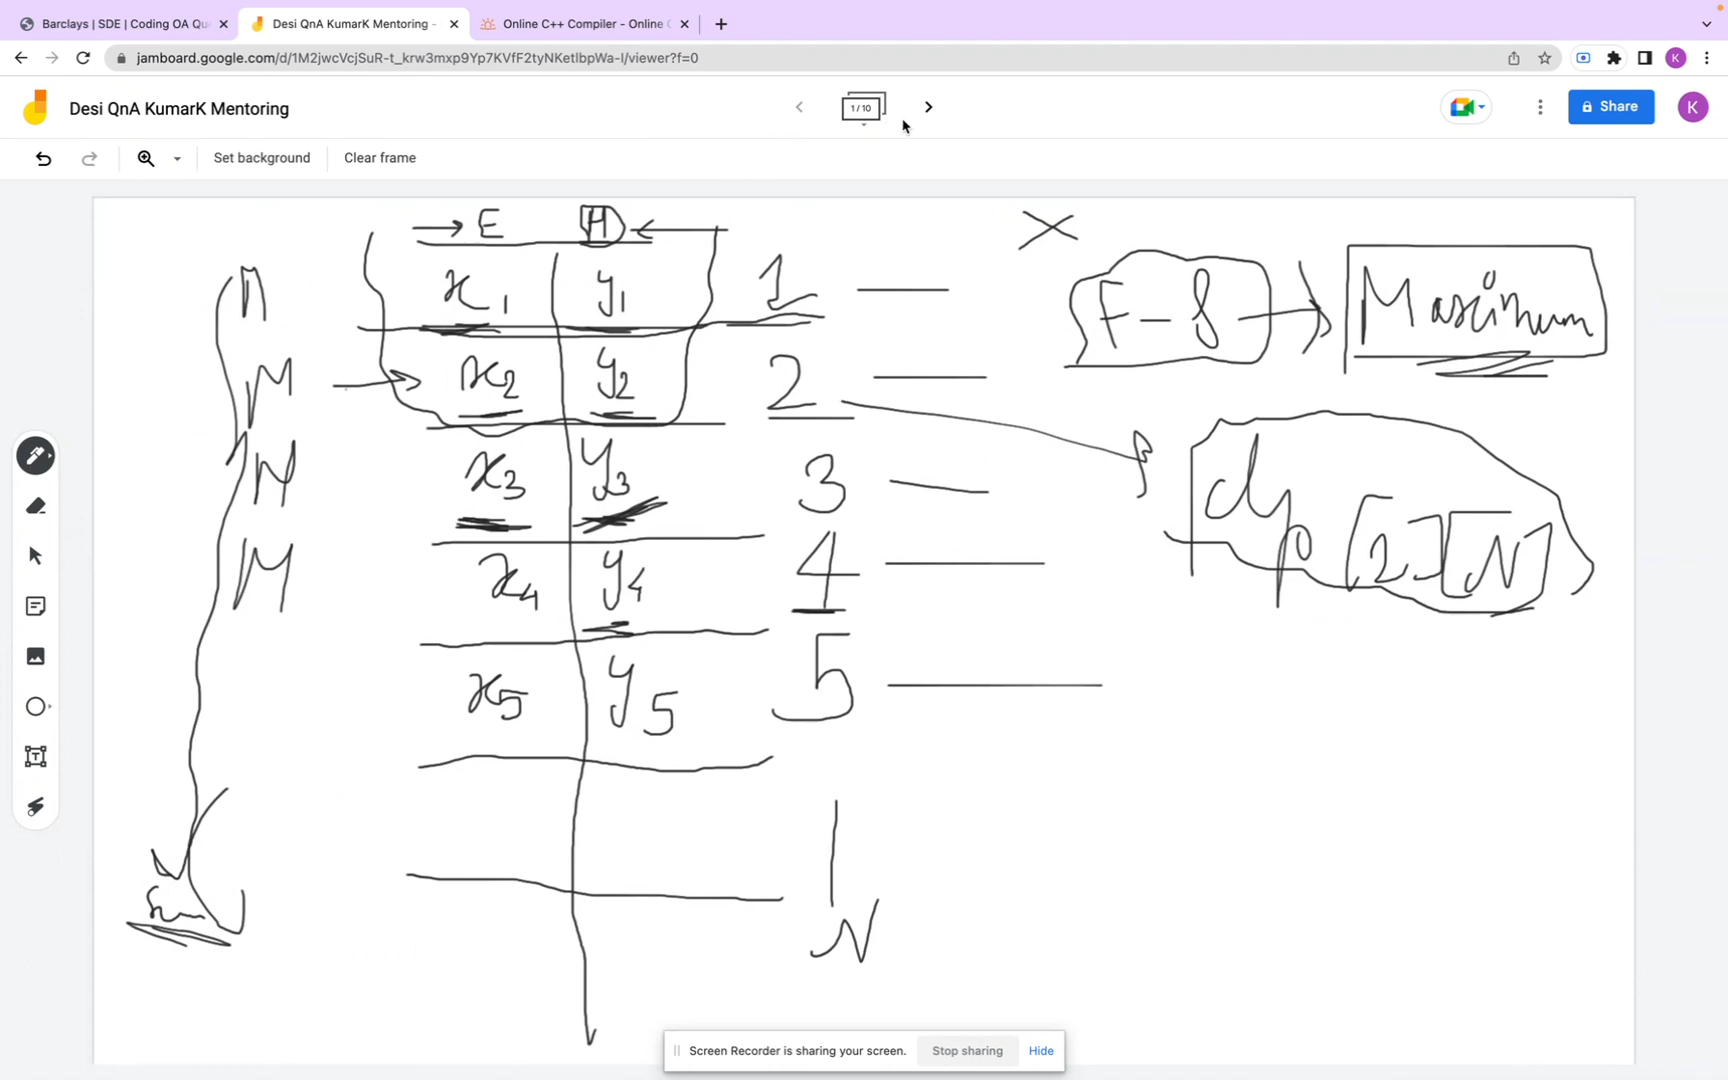 Barclays | SDE | Coding OA Qu
Desi QnA KumarK Mentoring -
Online C++ Compiler - Online C
jamboard.google.com/d/1M2jwcVcjSuR-t_krw3mxp9Yp7KVfF2tyNKetlbpWa-I/viewer?f=0
K
Desi QnA KumarK Mentoring
1 / 10
Share
K
Set background
Clear frame
E H
x1 y1 1
F - 8 Maximum
M x2 y2 2
x3 y3 3
dp [2] [N]
M x4 y4 4
x5 y5 5
N
Screen Recorder is sharing your screen.
Stop sharing
Hide